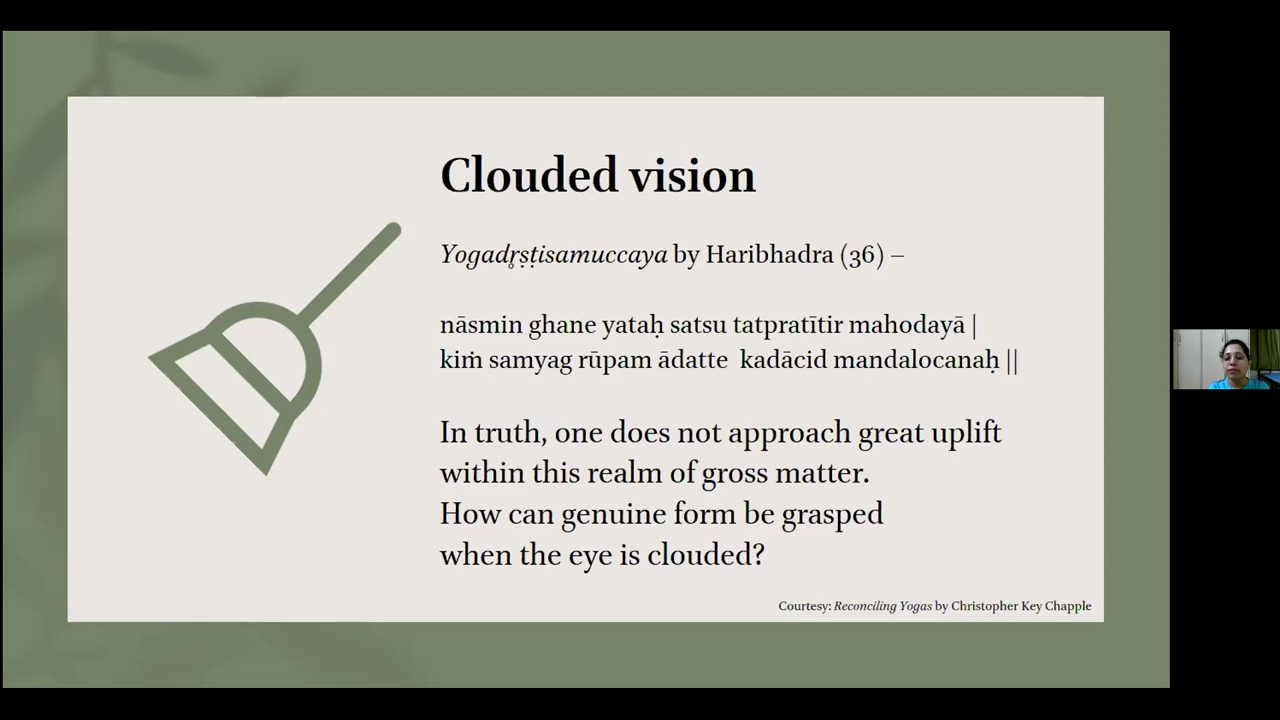 Clouded vision
Yogadr̥ṣṭisamuccaya by Haribhadra (36) –
nāsmin ghane yataḥ satsu tatpratītir mahodayā |
kiṁ samyag rūpam ādatte kadācid mandalocanaḥ ||
In truth, one does not approach great uplift
within this realm of gross matter.
How can genuine form be grasped
when the eye is clouded?
Courtesy: Reconciling Yogas by Christopher Key Chapple